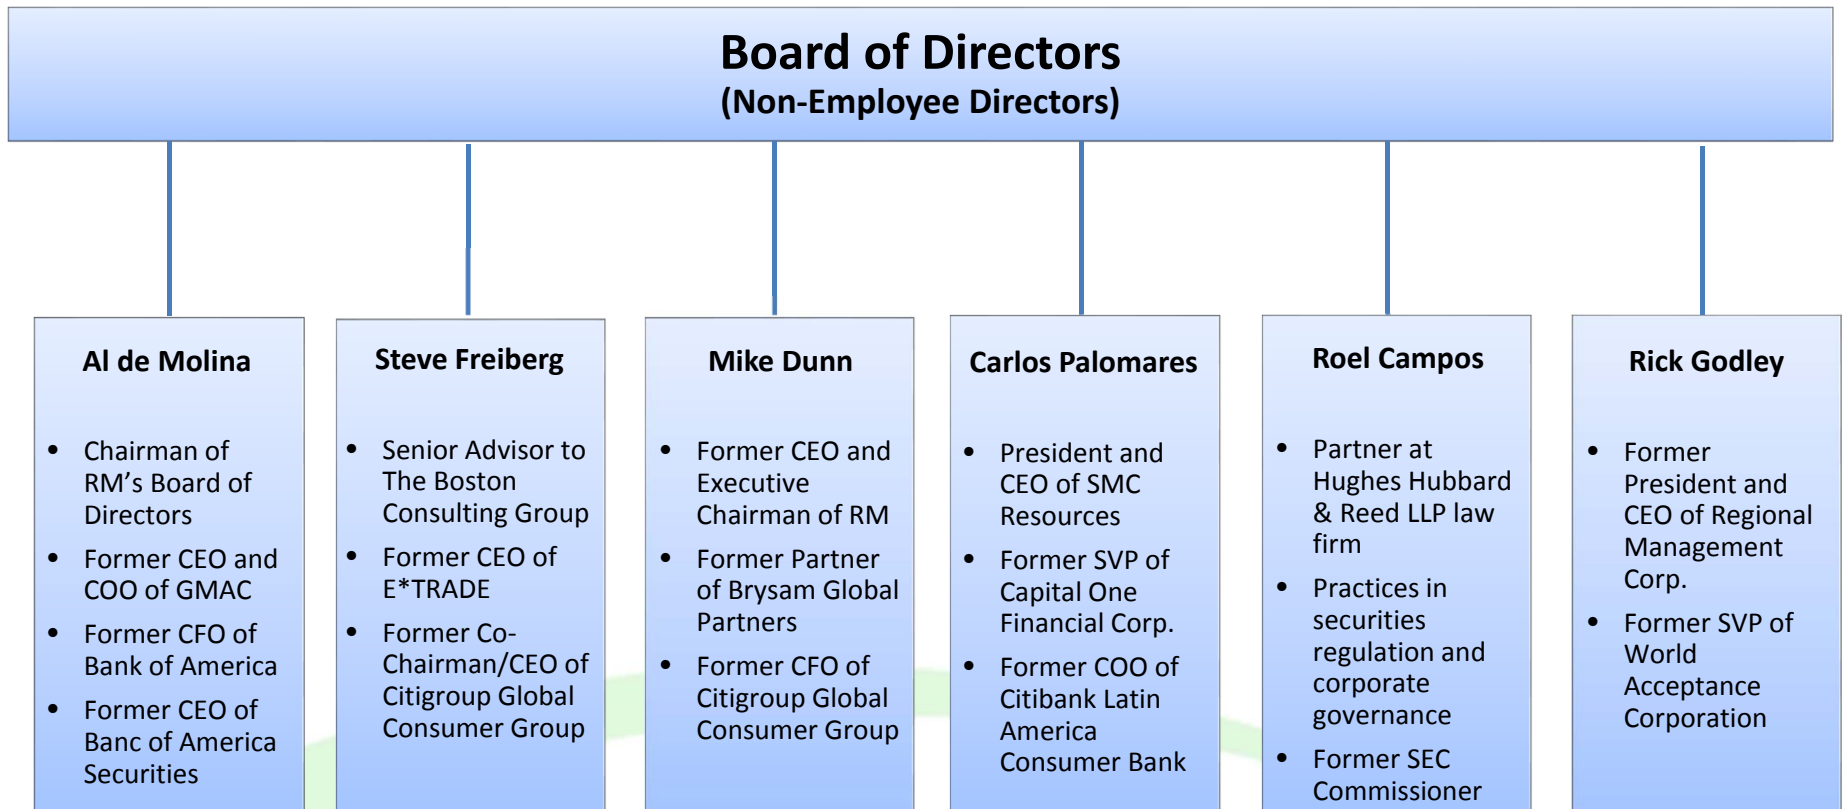 Board of Directors
(Non-Employee Directors)
Al de Molina
• Chairman of
RM’s Board of
Directors
• Former CEO and
COO of GMAC
• Former CFO of
Bank of America
• Former CEO of
Banc of America
Securities
Steve Freiberg
• Senior Advisor to
The Boston
Consulting Group
• Former CEO of
E*TRADE
• Former Co-
Chairman/CEO of
Citigroup Global
Consumer Group
Mike Dunn
• Former CEO and
Executive
Chairman of RM
• Former Partner
of Brysam Global
Partners
• Former CFO of
Citigroup Global
Consumer Group
Carlos Palomares
• President and
CEO of SMC
Resources
• Former SVP of
Capital One
Financial Corp.
• Former COO of
Citibank Latin
America
Consumer Bank
Roel Campos
• Partner at
Hughes Hubbard
& Reed LLP law
firm
• Practices in
securities
regulation and
corporate
governance
• Former SEC
Commissioner
Rick Godley
• Former
President and
CEO of Regional
Management
Corp.
• Former SVP of
World
Acceptance
Corporation